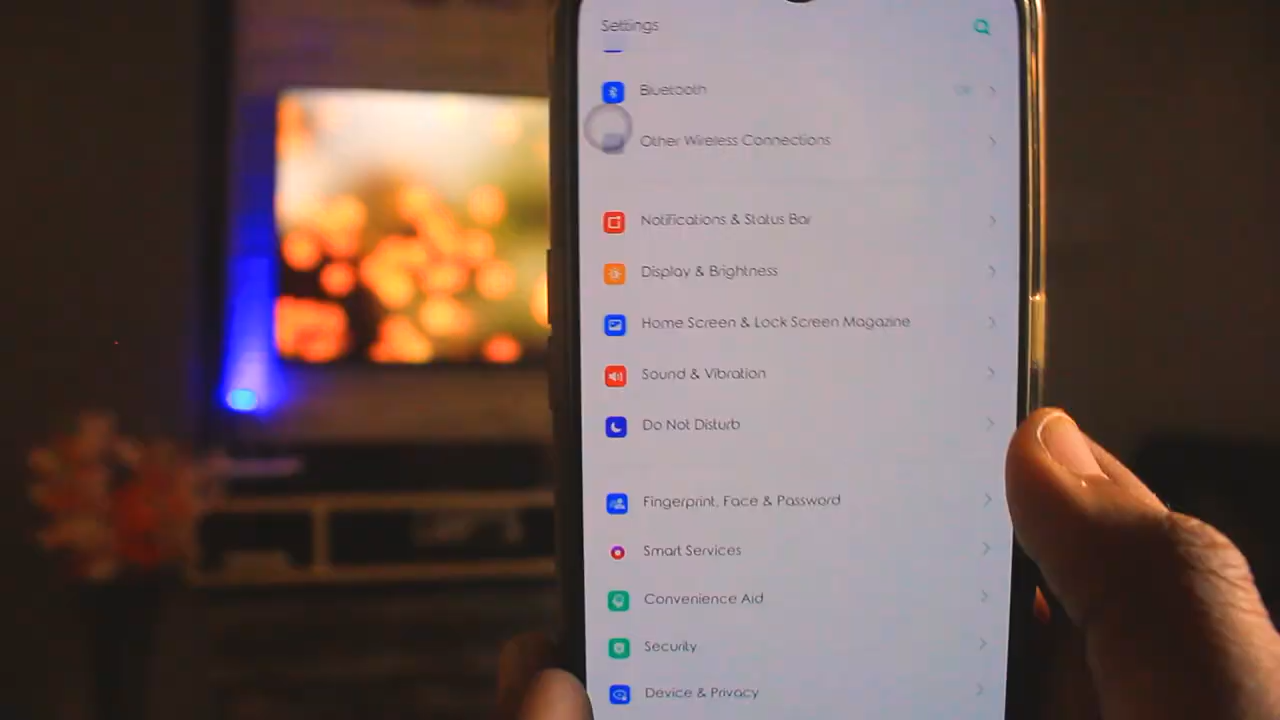 Settings
Bluetooth
Other Wireless Connections
Notifications & Status Bar
Display & Brightness
Home Screen & Lock Screen Magazine
Sound & Vibration
Do Not Disturb
Fingerprint, Face & Password
Smart Services
Convenience Aid
Security
Device & Privacy